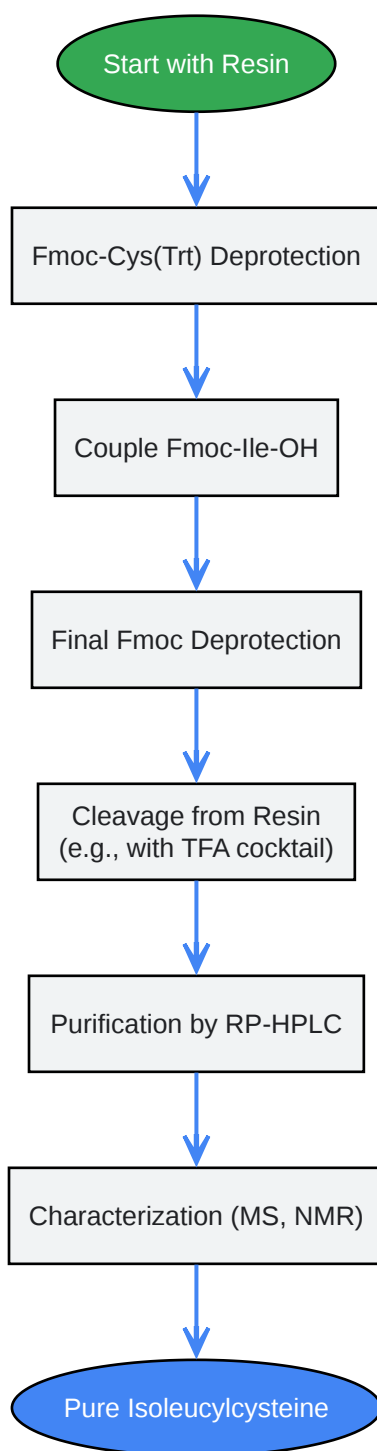 Start with Resin
Fmoc-Cys(Trt) Deprotection
Couple Fmoc-Ile-OH
Final Fmoc Deprotection
Cleavage from Resin
(e.g., with TFA cocktail)
Purification by RP-HPLC
Characterization (MS, NMR)
Pure Isoleucylcysteine